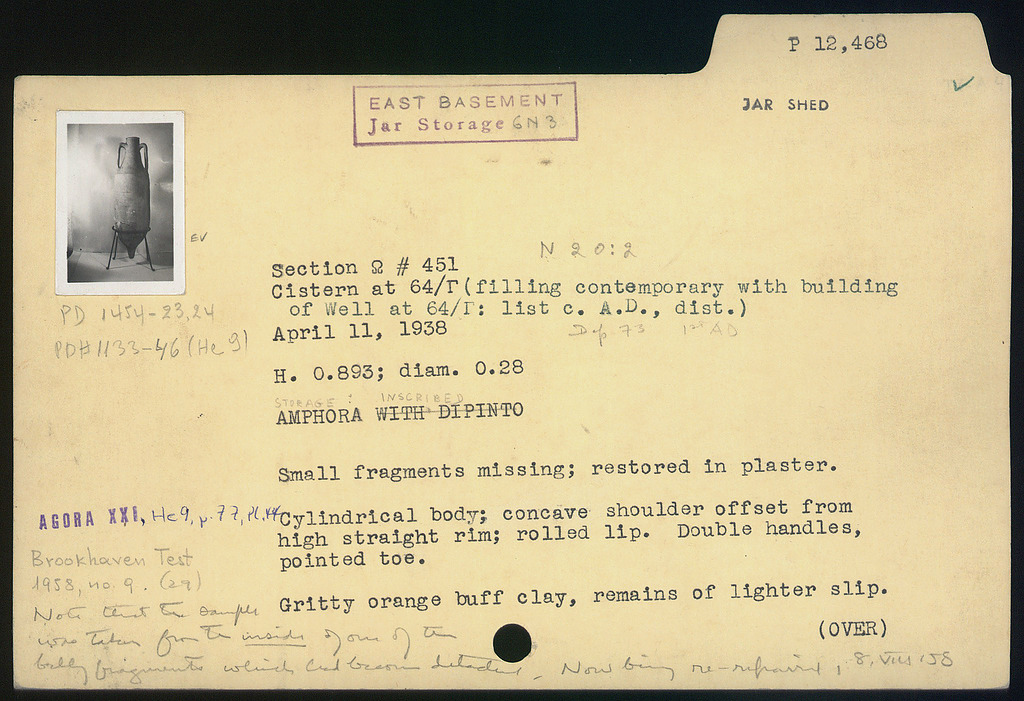 P 12,468
EAST BASEMENT
Jar Storage 6N3
JAR SHED
EV
N 20:2
Section Ω # 451
Cistern at 64/Γ (filling contemporary with building
of Well at 64/Γ: list c. A.D., dist.)
April 11, 1938
Dep. 73 1st AD
PD 1454-23,24
PD# 1133-46 (He 9)
H. 0.893; diam. 0.28
STORAGE : INSCRIBED
AMPHORA WITH DIPINTO
Small fragments missing; restored in plaster.
AGORA XXI, He9, p. 77, Pl. 44
Cylindrical body; concave shoulder offset from
high straight rim; rolled lip. Double handles,
pointed toe.
Brookhaven Test
1958, no. 9. (29)
Gritty orange buff clay, remains of lighter slip.
(OVER)
Note that the sample
was taken from the inside of one of the
belly fragments which had become detached. Now being re-repaired, 8.VIII 58